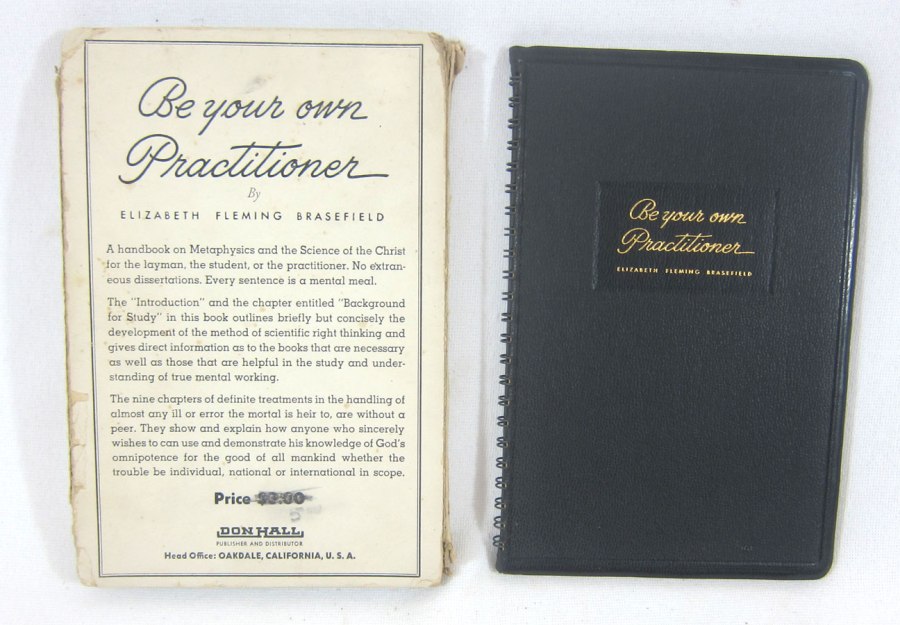 Be your own
Practitioner
By
ELIZABETH FLEMING BRASEFIELD
A handbook on Metaphysics and the Science of the Christ
for the layman, the student, or the practitioner. No extran-
eous dissertations. Every sentence is a mental meal.
The "Introduction" and the chapter entitled "Background
for Study" in this book outlines briefly but concisely the
development of the method of scientific right thinking and
gives direct information as to the books that are necessary
as well as those that are helpful in the study and under-
standing of true mental working.
The nine chapters of definite treatments in the handling of
almost any ill or error the mortal is heir to, are without a
peer. They show and explain how anyone who sincerely
wishes to can use and demonstrate his knowledge of God's
omnipotence for the good of all mankind whether the
trouble be individual, national or international in scope.
Price $3.00
DON HALL
PUBLISHER AND DISTRIBUTOR
Head Office: OAKDALE, CALIFORNIA, U. S. A.
Be your own
Practitioner
ELIZABETH FLEMING BRASEFIELD